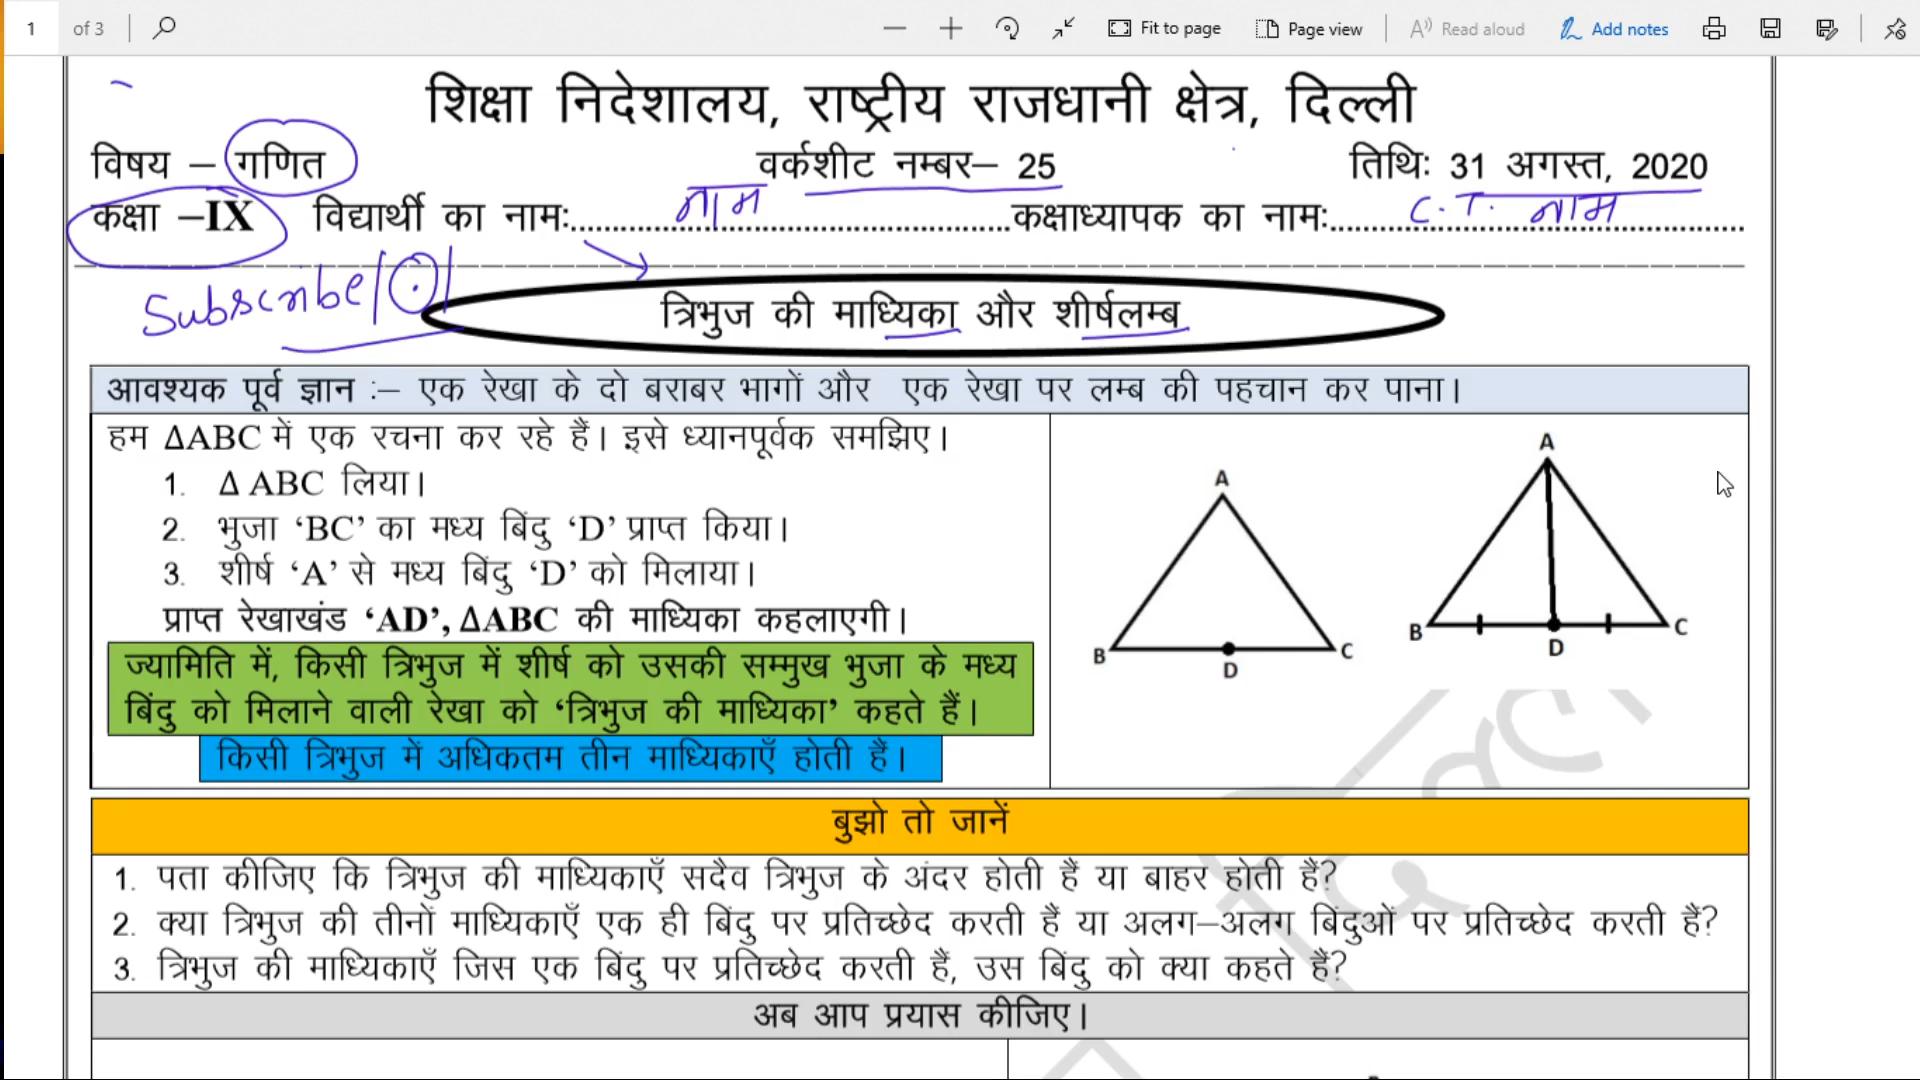 1 of 3 Fit to page Page view Read aloud Add notes
शिक्षा निदेशालय, राष्ट्रीय राजधानी क्षेत्र, दिल्ली
विषय – गणित वर्कशीट नम्बर– 25 तिथिः 31 अगस्त, 2020
कक्षा –IX विद्यार्थी का नामः नाम कक्षाध्यापक का नामः C.T. नाम
Subscribe
त्रिभुज की माध्यिका और शीर्षलम्ब
आवश्यक पूर्व ज्ञान :– एक रेखा के दो बराबर भागों और एक रेखा पर लम्ब की पहचान कर पाना।
हम ΔABC में एक रचना कर रहे हैं। इसे ध्यानपूर्वक समझिए।
1. Δ ABC लिया।
2. भुजा ‘BC’ का मध्य बिंदु ‘D’ प्राप्त किया।
3. शीर्ष ‘A’ से मध्य बिंदु ‘D’ को मिलाया।
प्राप्त रेखाखंड ‘AD’, ΔABC की माध्यिका कहलाएगी।
ज्यामिति में, किसी त्रिभुज में शीर्ष को उसकी सम्मुख भुजा के मध्य
बिंदु को मिलाने वाली रेखा को ‘त्रिभुज की माध्यिका’ कहते हैं।
किसी त्रिभुज में अधिकतम तीन माध्यिकाएँ होती हैं।
A
B D C
A
B D C
बुझो तो जानें
1. पता कीजिए कि त्रिभुज की माध्यिकाएँ सदैव त्रिभुज के अंदर होती हैं या बाहर होती हैं?
2. क्या त्रिभुज की तीनों माध्यिकाएँ एक ही बिंदु पर प्रतिच्छेद करती हैं या अलग–अलग बिंदुओं पर प्रतिच्छेद करती हैं?
3. त्रिभुज की माध्यिकाएँ जिस एक बिंदु पर प्रतिच्छेद करती हैं, उस बिंदु को क्या कहते हैं?
अब आप प्रयास कीजिए।